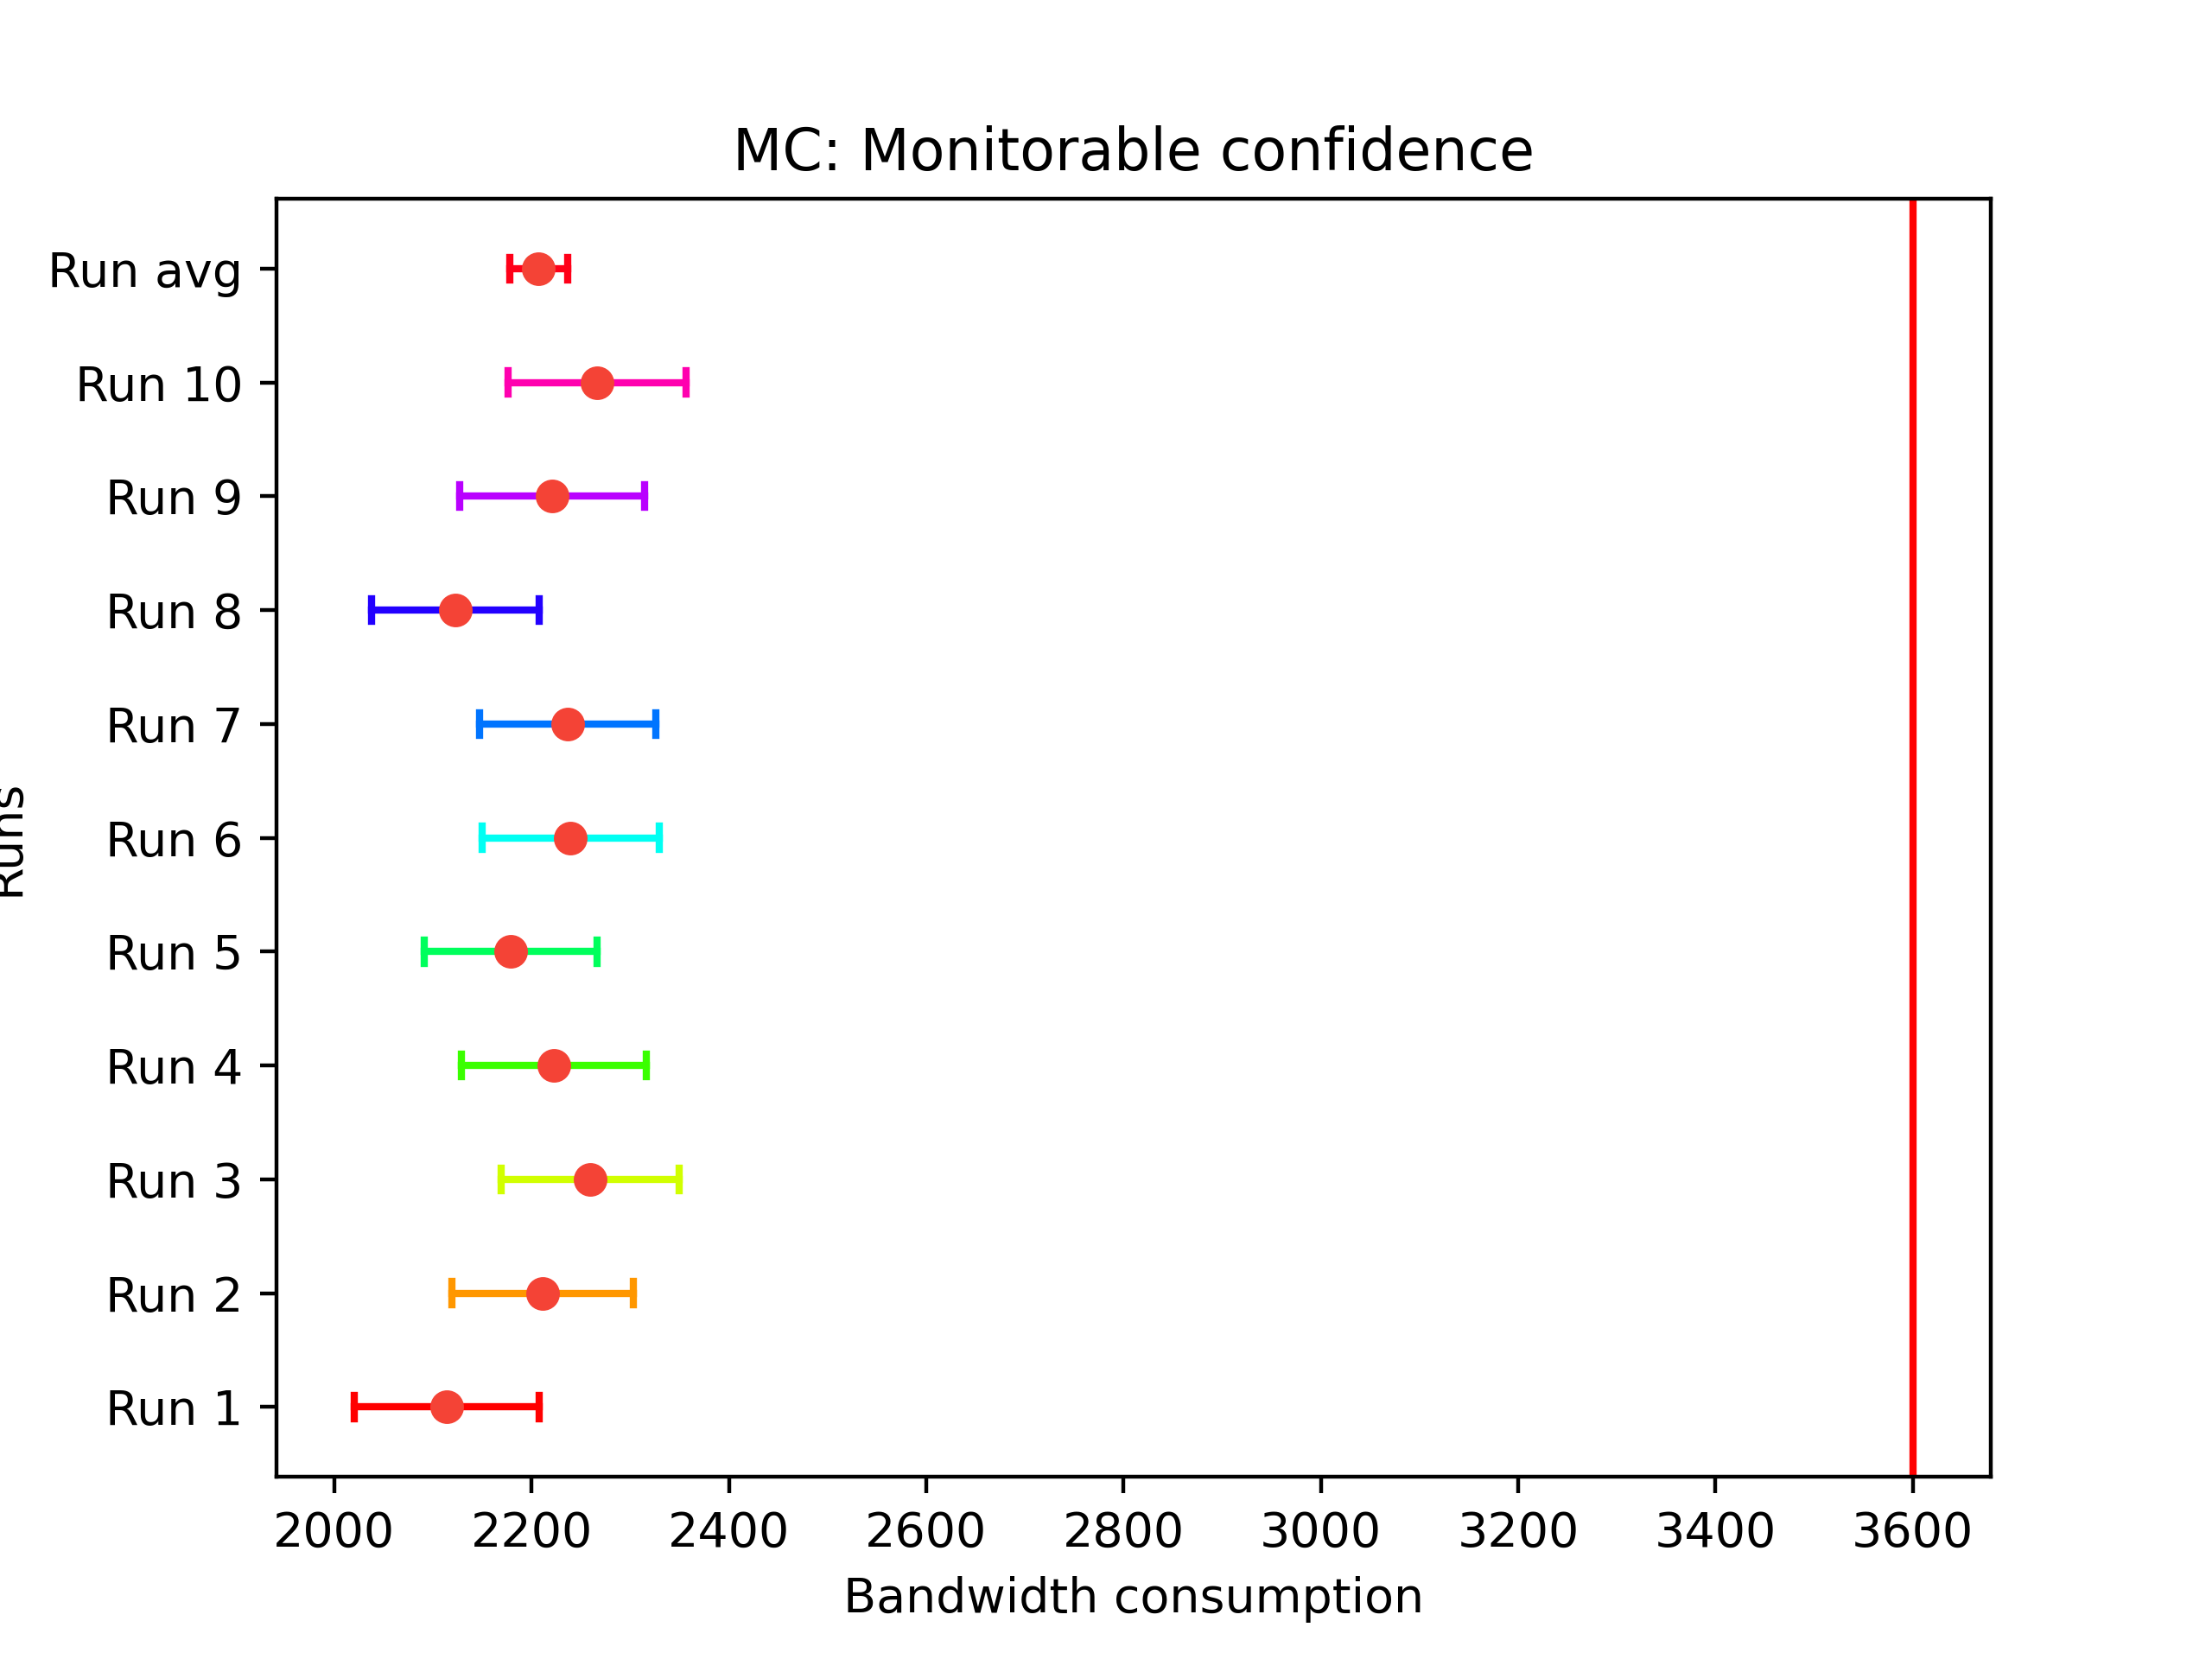 MC: Monitorable confidence
Run avg
Run 10
Run 9
Run 8
Run 7
Run 6
Run 5
Run 4
Run 3
Run 2
Run 1
Runs
2000 2200 2400 2600 2800 3000 3200 3400 3600
Bandwidth consumption